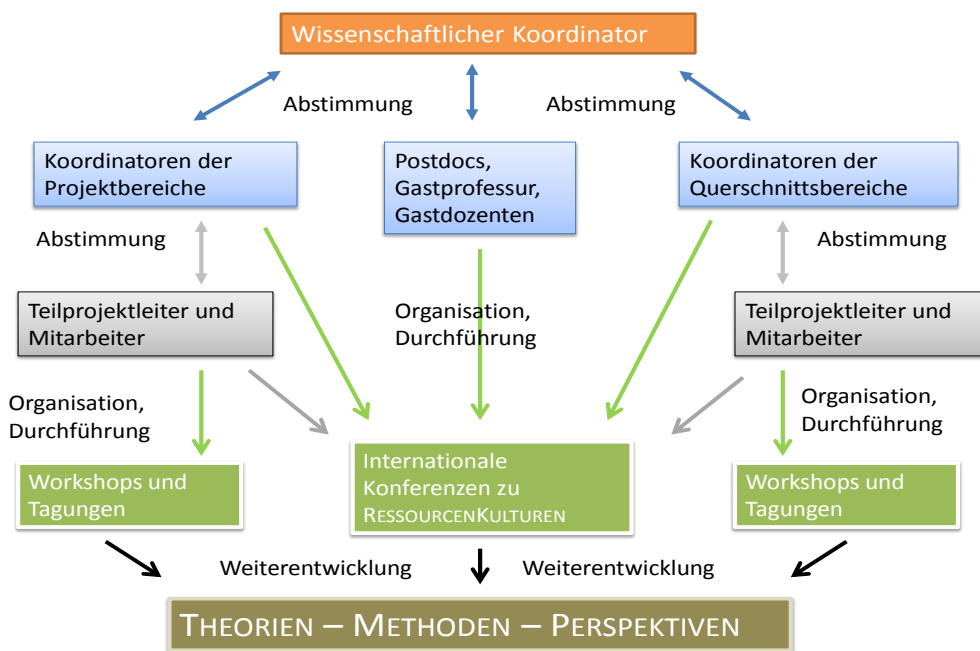 Wissenschaftlicher Koordinator
Abstimmung
Abstimmung
Koordinatoren der
Projektbereiche
Postdocs,
Gastprofessur,
Gastdozenten
Koordinatoren der
Querschnittsbereiche
Abstimmung
Abstimmung
Teilprojektleiter und
Mitarbeiter
Organisation,
Durchführung
Teilprojektleiter und
Mitarbeiter
Organisation,
Durchführung
Organisation,
Durchführung
Workshops und
Tagungen
Internationale
Konferenzen zu
RESSOURCENKULTUREN
Workshops und
Tagungen
Weiterentwicklung
Weiterentwicklung
THEORIEN – METHODEN – PERSPEKTIVEN